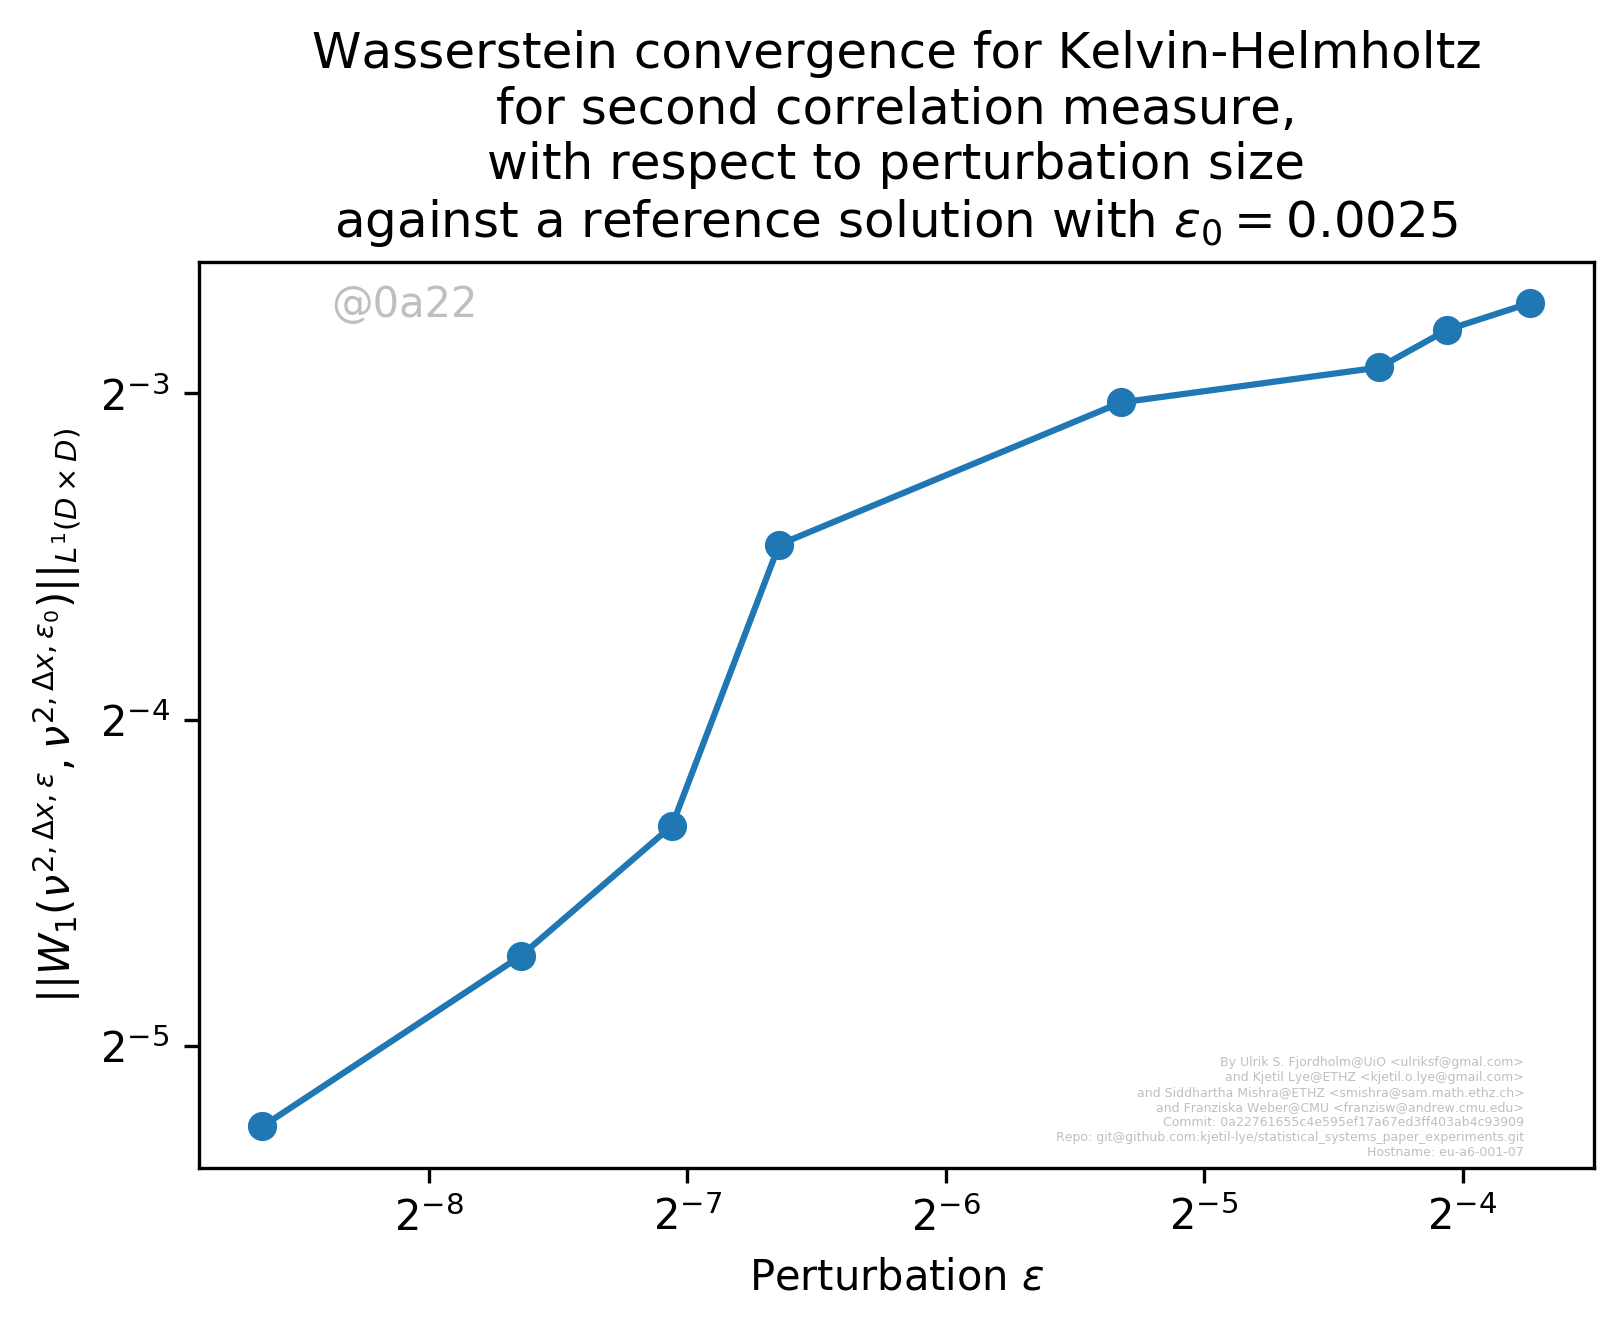 Wasserstein convergence for Kelvin-Helmholtz
for second correlation measure,
with respect to perturbation size
against a reference solution with ε₀ = 0.0025
@0a22
2⁻³
2⁻⁴
2⁻⁵
||W₁(ν^{2,Δx,ε}, ν^{2,Δx,ε₀})||_{L¹(D×D)}
By Ulrik S. Fjordholm@UiO <ulriksf@gmal.com>
and Kjetil Lye@ETHZ <kjetil.o.lye@gmail.com>
and Siddhartha Mishra@ETHZ <smishra@sam.math.ethz.ch>
and Franziska Weber@CMU <franzisw@andrew.cmu.edu>
Commit: 0a22761655c4e595ef17a67ed3ff403ab4c93909
Repo: git@github.com:kjetil-lye/statistical_systems_paper_experiments.git
Hostname: eu-a6-001-07
2⁻⁸ 2⁻⁷ 2⁻⁶ 2⁻⁵ 2⁻⁴
Perturbation ε